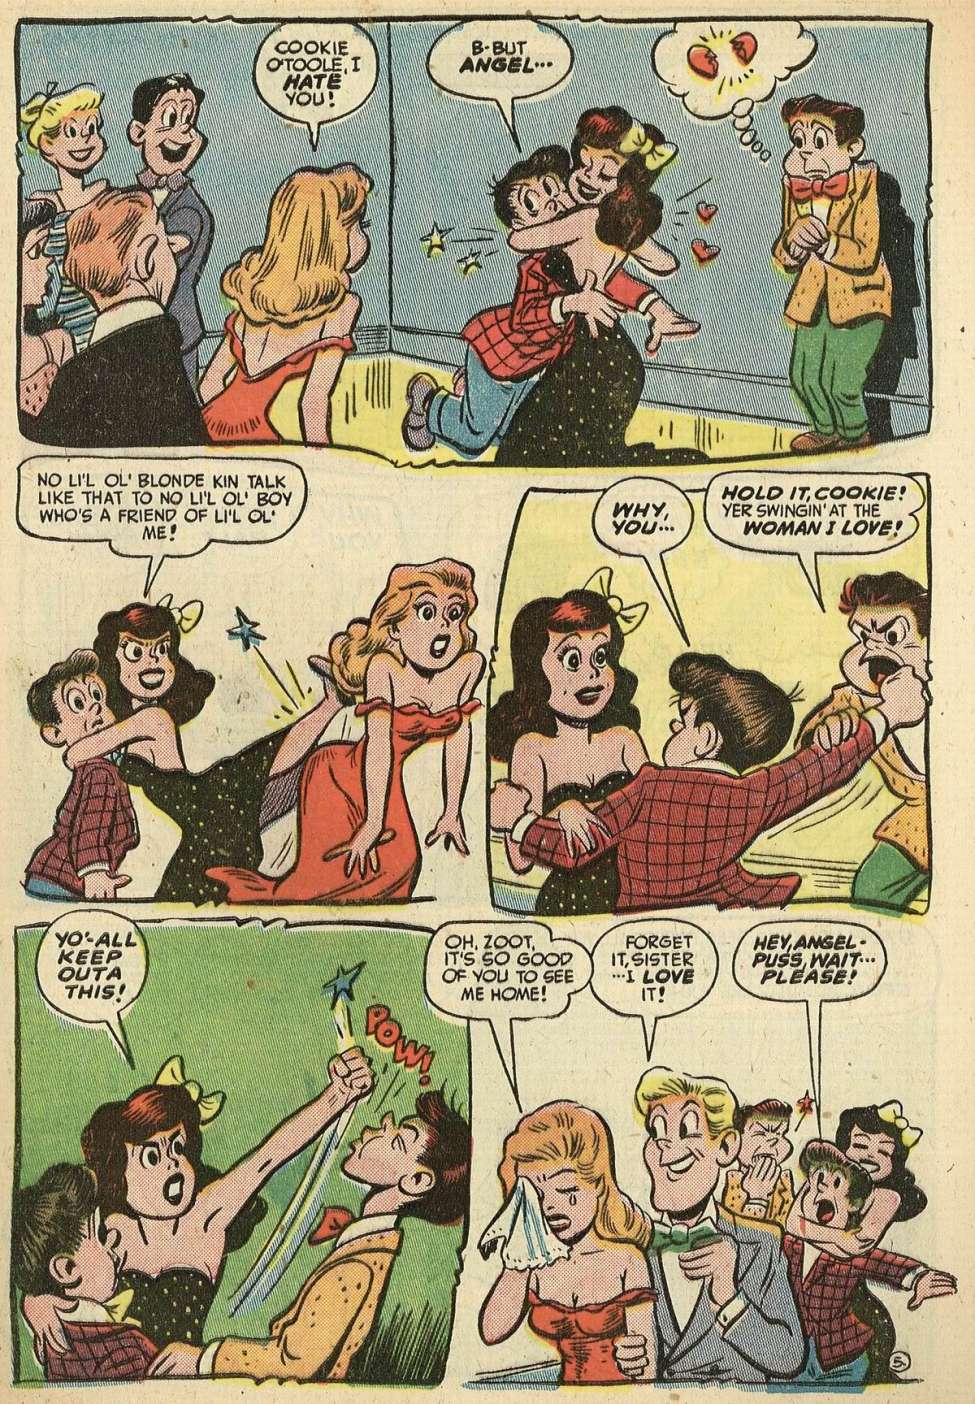 COOKIE
O'TOOLE, I
HATE
YOU!
B-BUT
ANGEL...
NO LI'L OL' BLONDE KIN TALK
LIKE THAT TO NO LI'L OL' BOY
WHO'S A FRIEND OF LI'L OL'
ME!
WHY,
YOU...
HOLD IT, COOKIE!
YER SWINGIN' AT THE
WOMAN I LOVE!
YO'-ALL
KEEP
OUTA
THIS!
POW!
OH, ZOOT,
IT'S SO GOOD
OF YOU TO SEE
ME HOME!
FORGET
IT, SISTER
...I LOVE
IT!
HEY, ANGEL-
PUSS, WAIT...
PLEASE!
5.